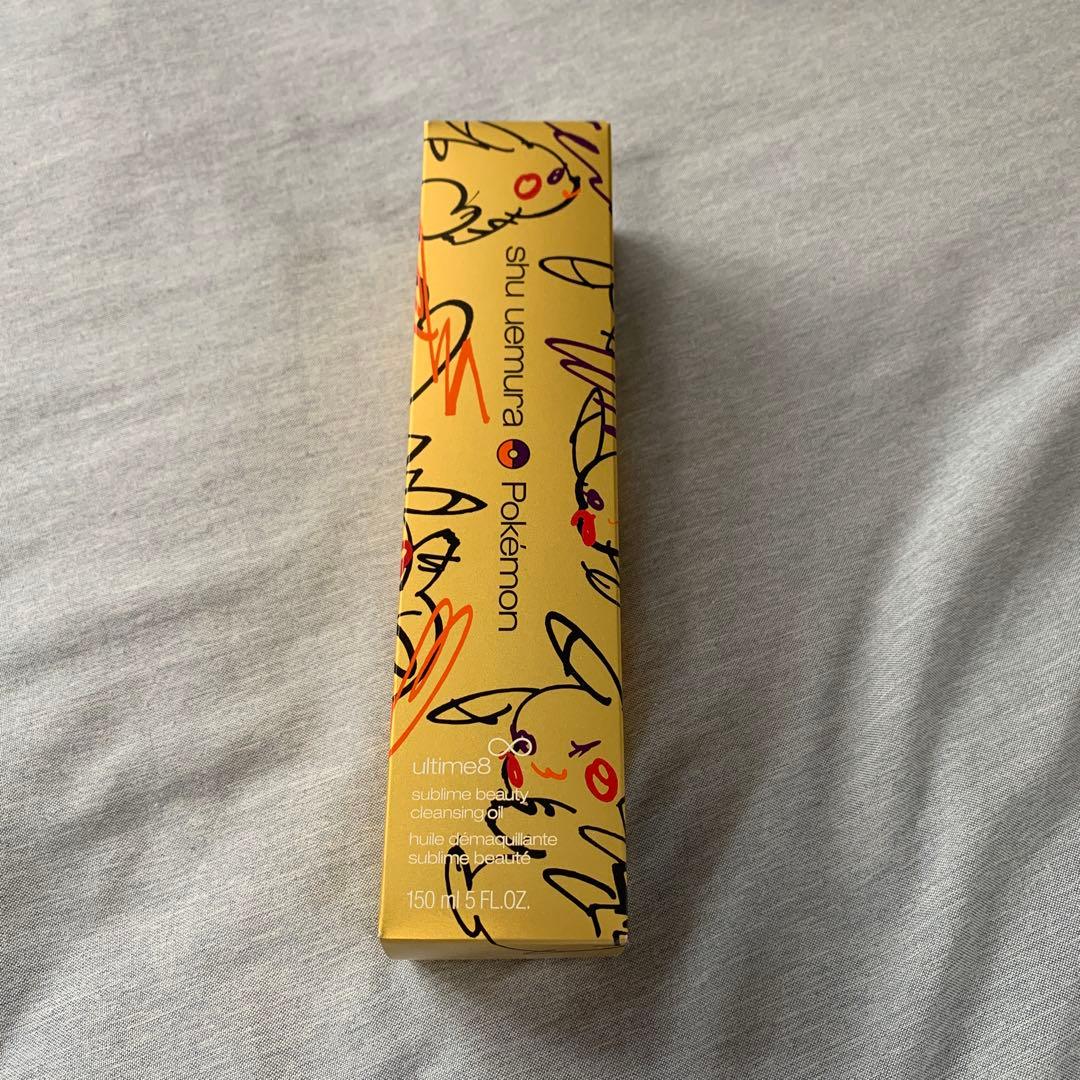 shu uemura Pokémon
ultime8
sublime beauty
cleansing oil
huile démaquillante
sublime beauté
150 ml 5 FL.OZ.